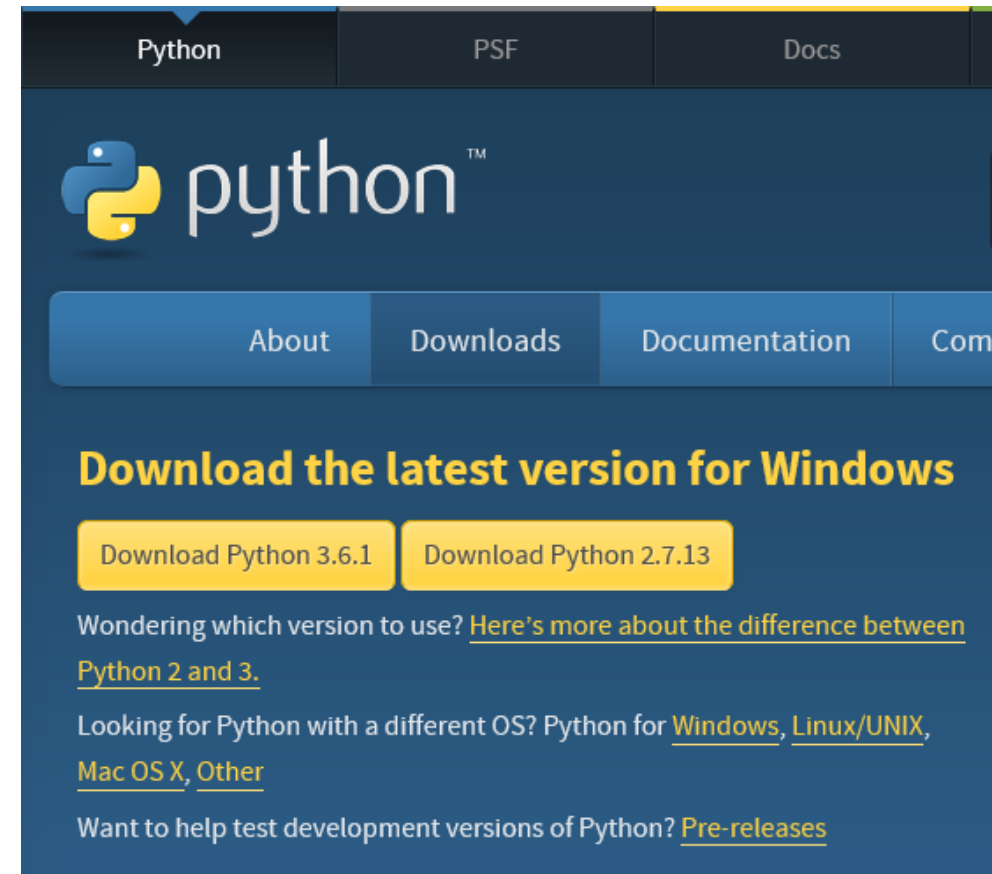 Python PSF Docs
python™
About Downloads Documentation Com
Download the latest version for Windows
Download Python 3.6.1 Download Python 2.7.13
Wondering which version to use? Here's more about the difference between
Python 2 and 3.
Looking for Python with a different OS? Python for Windows, Linux/UNIX,
Mac OS X, Other
Want to help test development versions of Python? Pre-releases